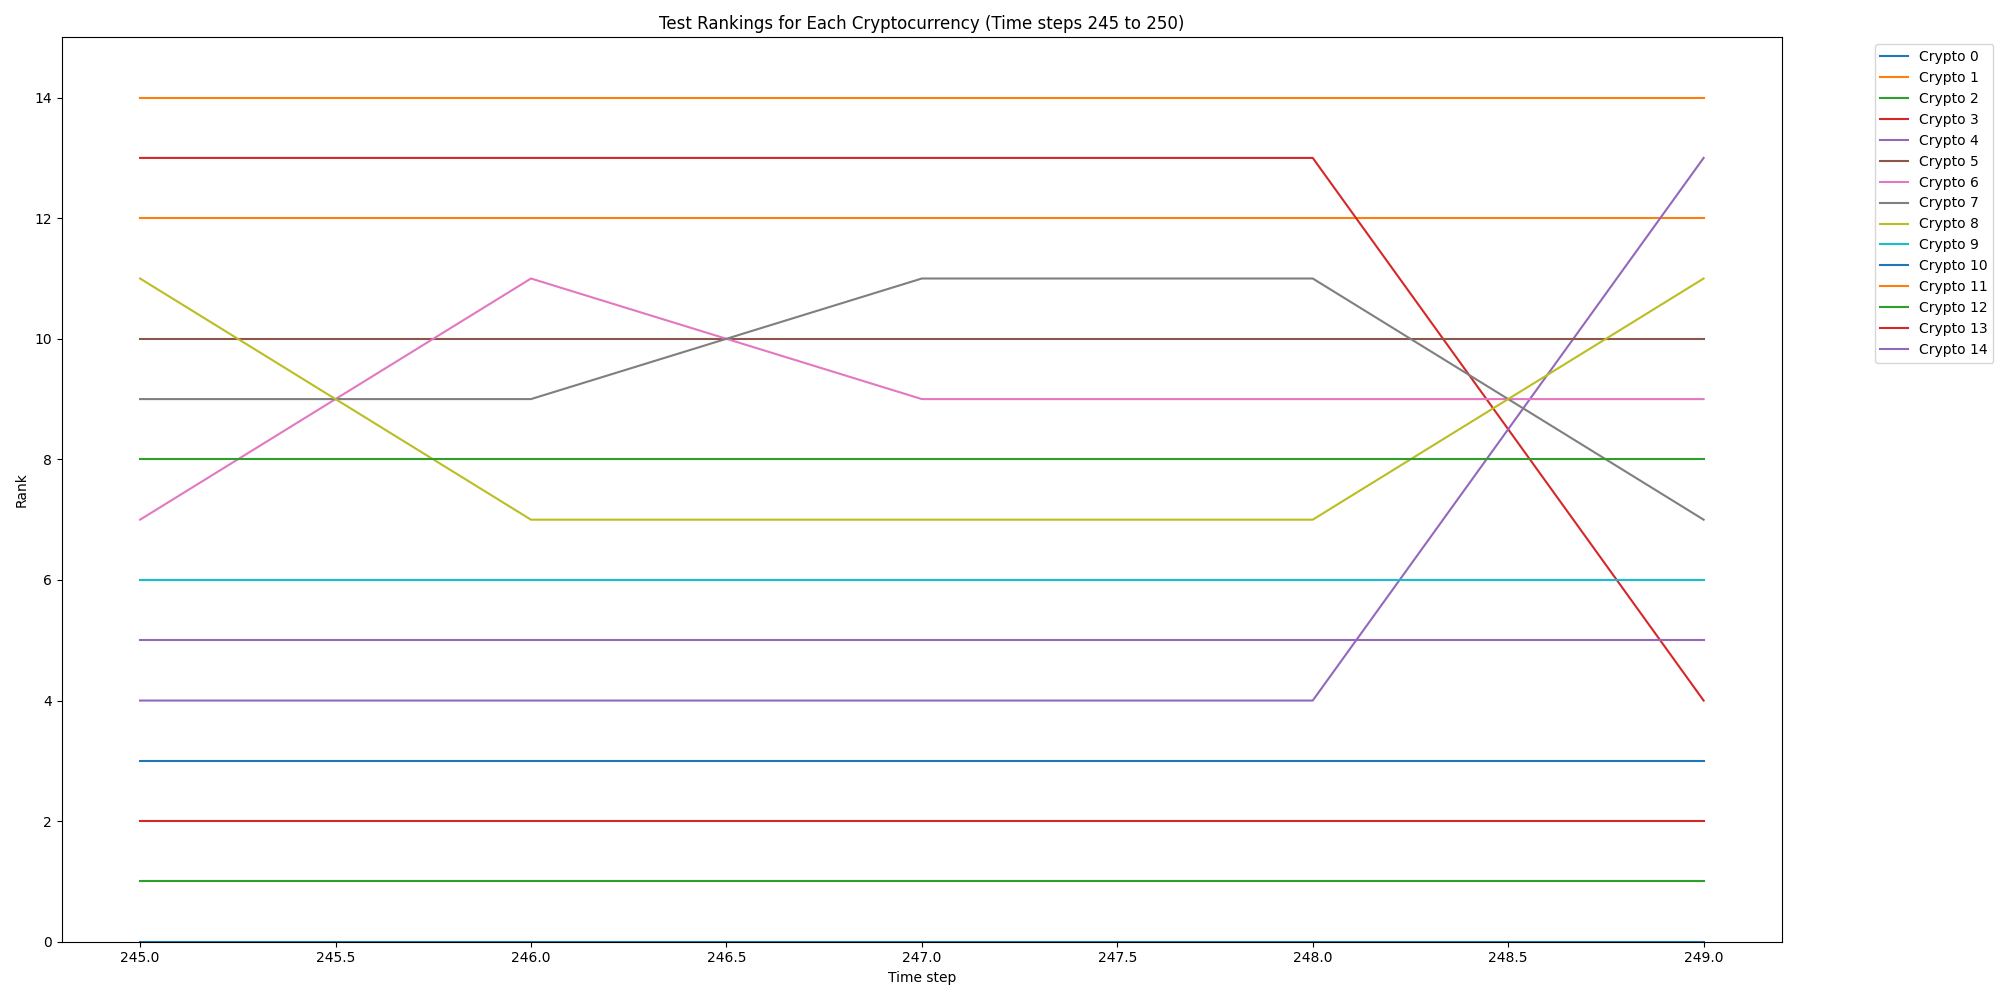 Test Rankings for Each Cryptocurrency (Time steps 245 to 250)
Rank
14
12
10
8
6
4
2
0
245.0 245.5 246.0 246.5 247.0 247.5 248.0 248.5 249.0
Time step
Crypto 0
Crypto 1
Crypto 2
Crypto 3
Crypto 4
Crypto 5
Crypto 6
Crypto 7
Crypto 8
Crypto 9
Crypto 10
Crypto 11
Crypto 12
Crypto 13
Crypto 14